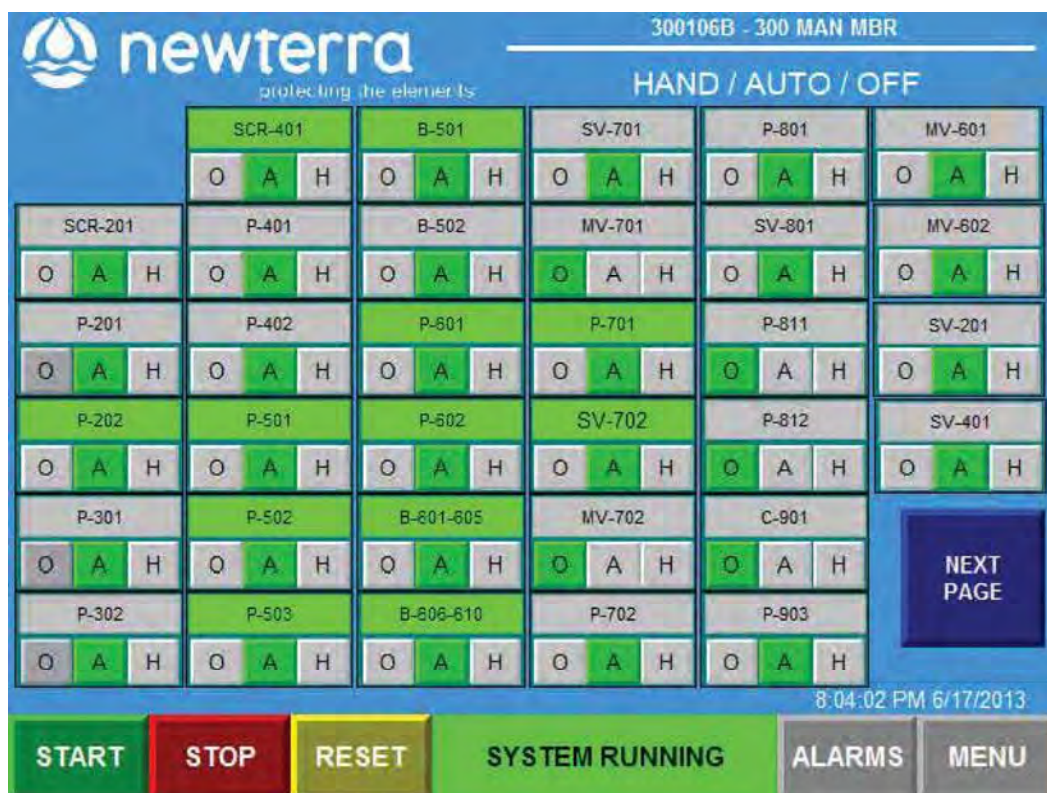 newterra
protecting the elements
300106B - 300 MAN MBR
HAND / AUTO / OFF
SCR-401 B-501 SV-701 P-801 MV-601
O A H O A H O A H O A H O A H
SCR-201 P-401 B-502 MV-701 SV-801 MV-602
O A H O A H O A H O A H O A H O A H
P-201 P-402 P-601 P-701 P-811 SV-201
O A H O A H O A H O A H O A H O A H
P-202 P-501 P-602 SV-702 P-812 SV-401
O A H O A H O A H O A H O A H O A H
P-301 P-502 B-601-605 MV-702 C-901
O A H O A H O A H O A H O A H
P-302 P-503 B-606-610 P-702 P-903
O A H O A H O A H O A H O A H
NEXT
PAGE
8:04:02 PM 6/17/2013
START STOP RESET SYSTEM RUNNING ALARMS MENU